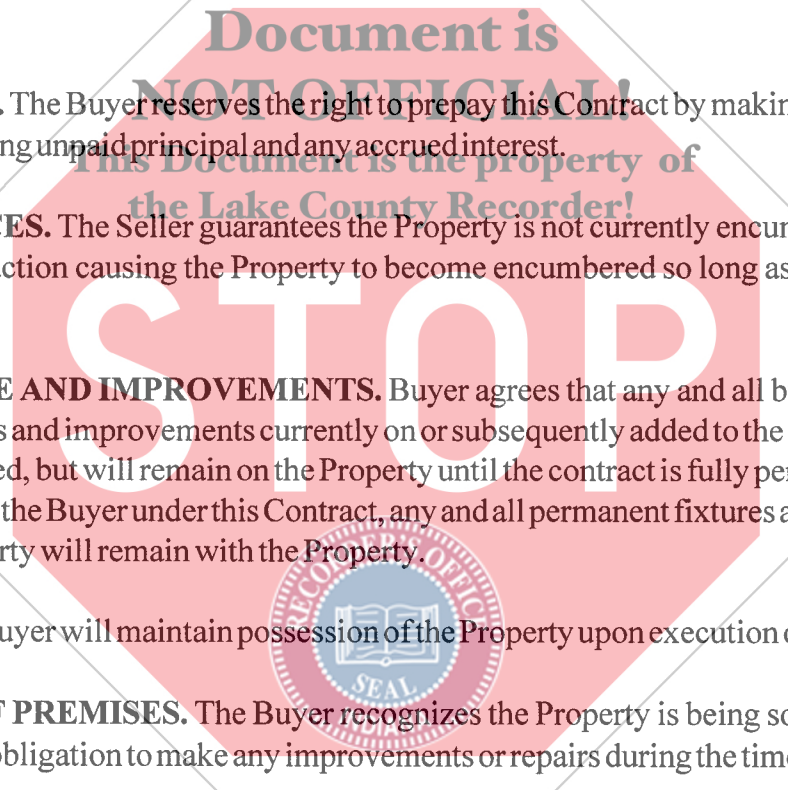 Document is
NOT OFFICIAL!
. The Buyer reserves the right to prepay this Contract by makin
ng unpaid principal and any accrued interest.
This Document is the property of
the Lake County Recorder!
ES. The Seller guarantees the Property is not currently encur
ction causing the Property to become encumbered so long as
STOP
E AND IMPROVEMENTS. Buyer agrees that any and all b
s and improvements currently on or subsequently added to the
ed, but will remain on the Property until the contract is fully pe
the Buyer under this Contract, any and all permanent fixtures a
rty will remain with the Property.
RECORDER'S OFFICE
uyer will maintain possession of the Property upon execution
SEAL
INDIANA
F PREMISES. The Buyer recognizes the Property is being so
obligation to make any improvements or repairs during the tim